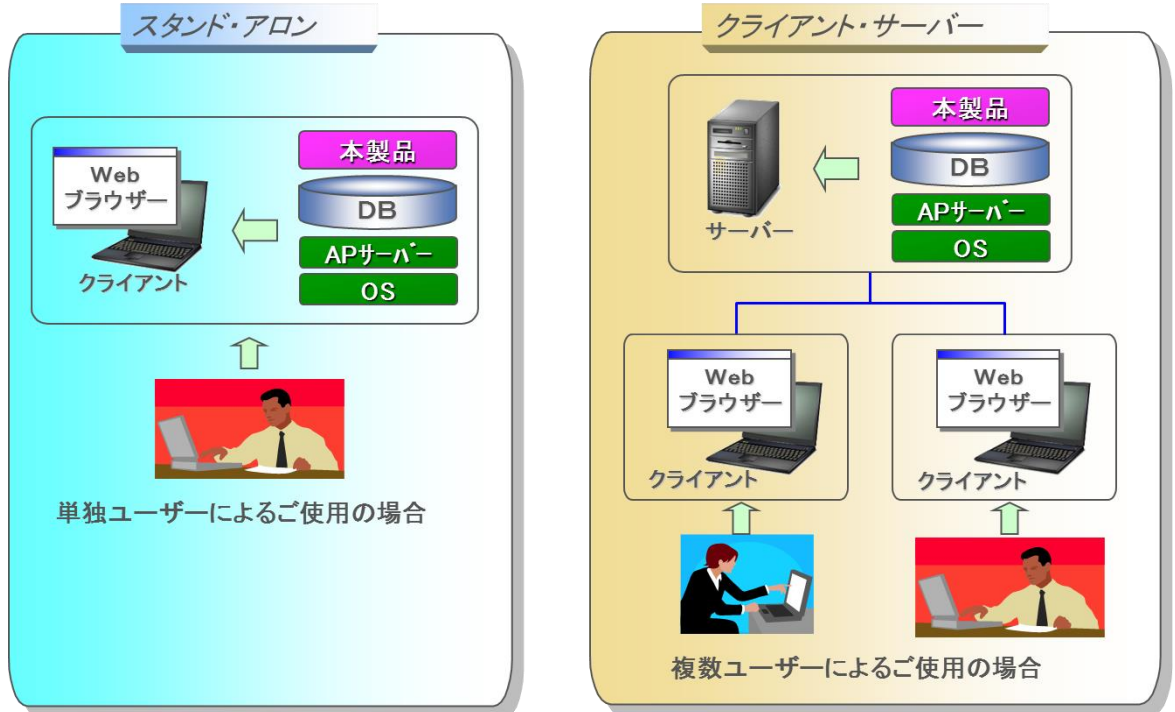 スタンド・アロン
Web
ブラウザー
クライアント
本製品
DB
APサーバー
OS
単独ユーザーによるご使用の場合
クライアント・サーバー
サーバー
本製品
DB
APサーバー
OS
Web
ブラウザー
クライアント
Web
ブラウザー
クライアント
複数ユーザーによるご使用の場合